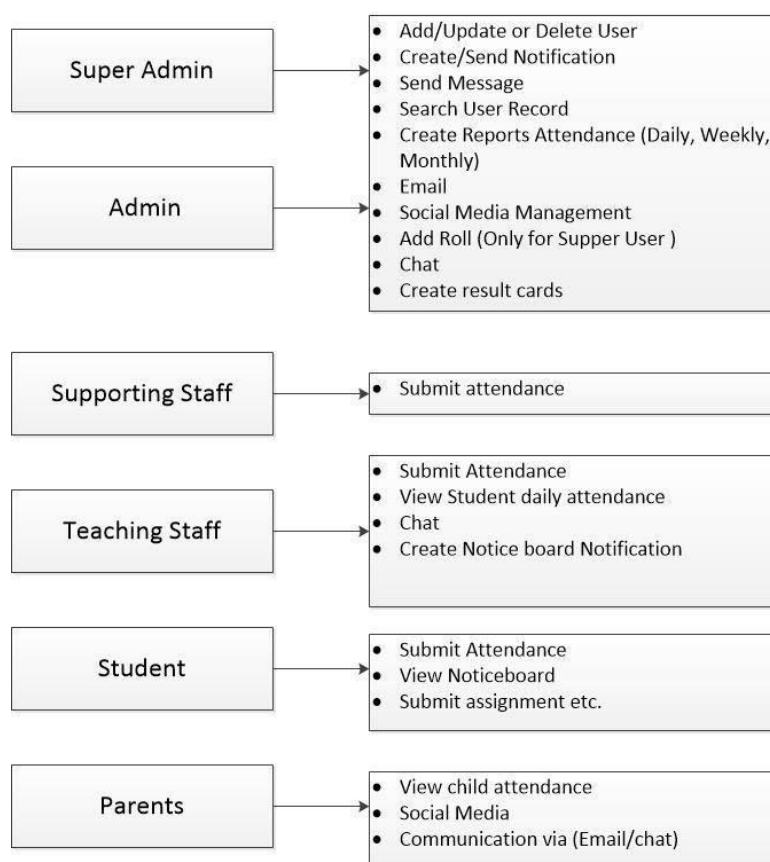 Super Admin
• Add/Update or Delete User
• Create/Send Notification
• Send Message
• Search User Record
• Create Reports Attendance (Daily, Weekly,
Monthly)
• Email
• Social Media Management
• Add Roll (Only for Supper User )
• Chat
• Create result cards
Admin
Supporting Staff
• Submit attendance
Teaching Staff
• Submit Attendance
• View Student daily attendance
• Chat
• Create Notice board Notification
Student
• Submit Attendance
• View Noticeboard
• Submit assignment etc.
Parents
• View child attendance
• Social Media
• Communication via (Email/chat)